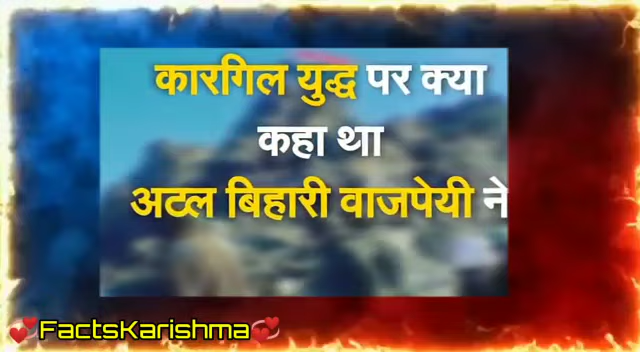 कारगिल युद्ध पर क्या
कहा था
अटल बिहारी वाजपेयी ने
FactsKarishma